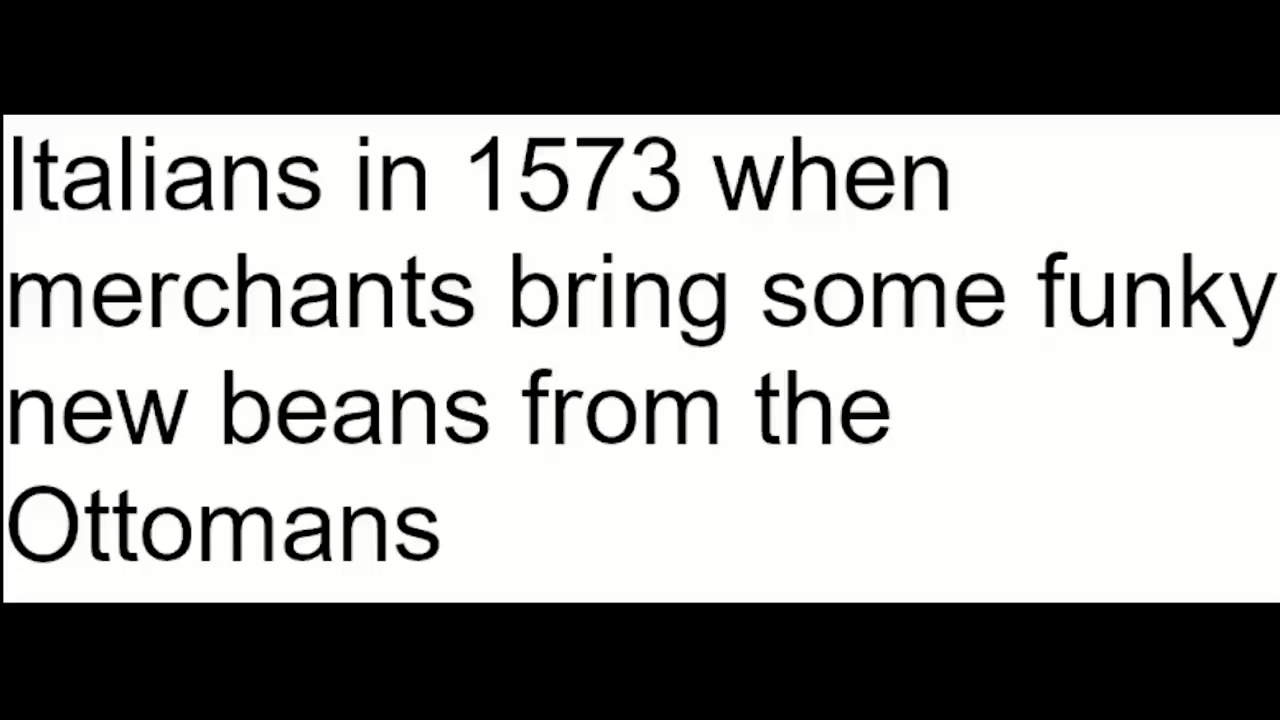 Italians in 1573 when
merchants bring some funky
new beans from the
Ottomans